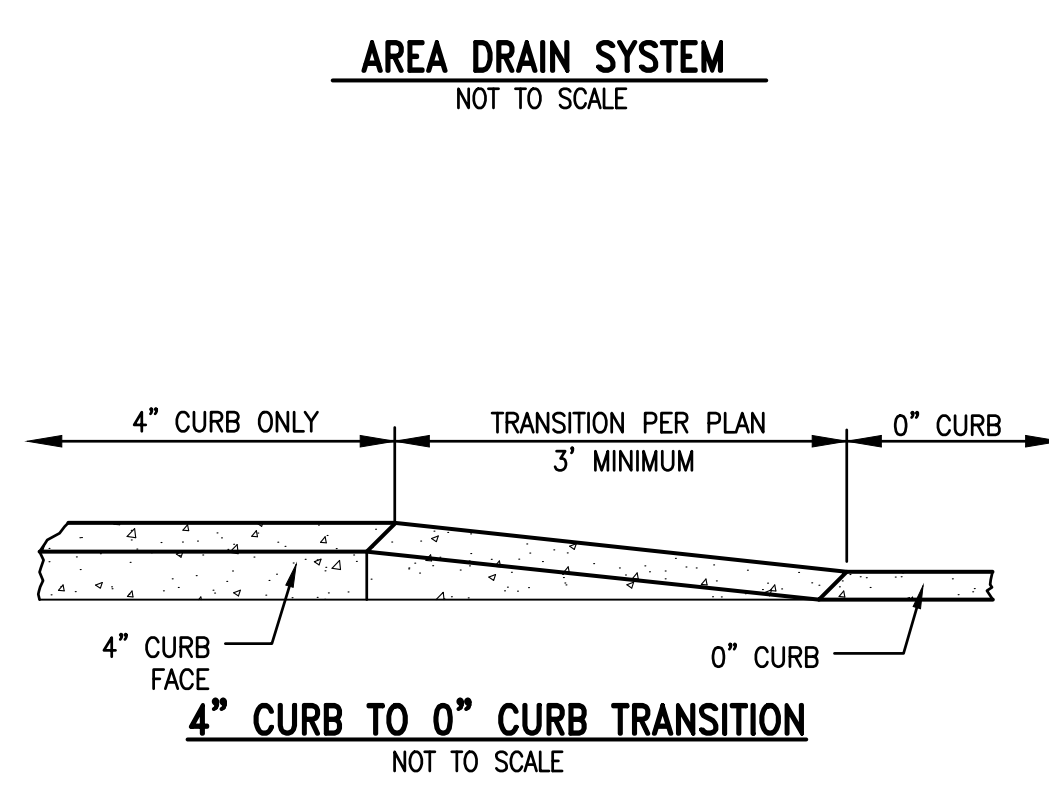 AREA DRAIN SYSTEM
NOT TO SCALE
4" CURB ONLY
TRANSITION PER PLAN
0" CURB
3' MINIMUM
4" CURB
FACE
0" CURB
4" CURB TO 0" CURB TRANSITION
NOT TO SCALE